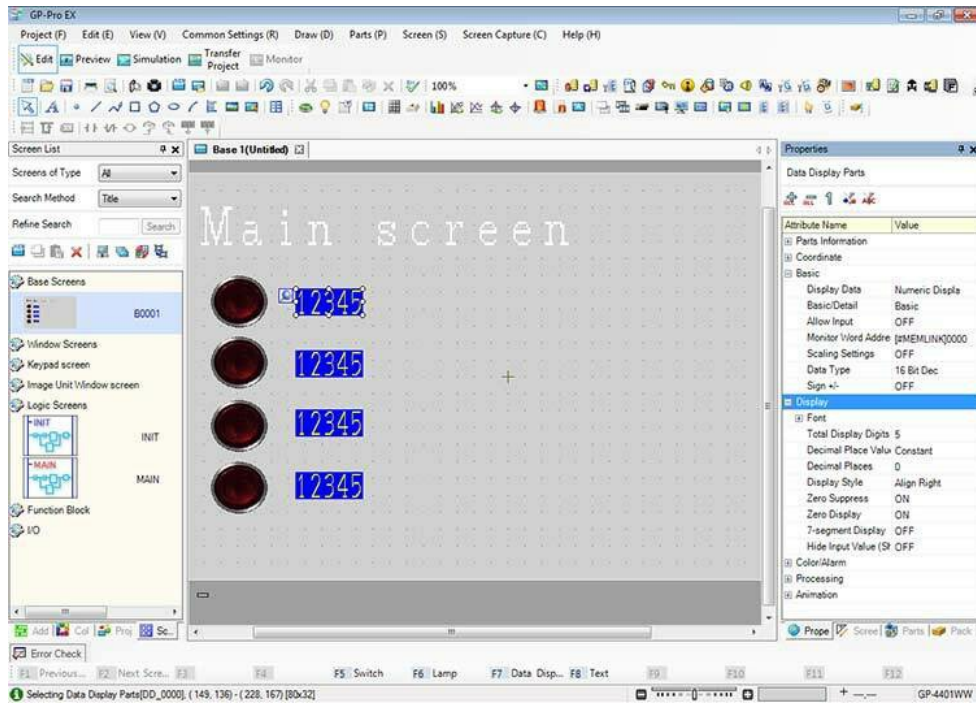 GP-Pro EX
Project (F) Edit (E) View (V) Common Settings (R) Draw (D) Parts (P) Screen (S) Screen Capture (C) Help (H)
Edit Preview Simulation Transfer Project Monitor
100%
Screen List
Base 1(Untitled)
Properties
Screens of Type All
Data Display Parts
Search Method Title
Refine Search Search
Attribute Name Value
Parts Information
Coordinate
Basic
Display Data Numeric Displa
Basic/Detail Basic
Allow Input OFF
Monitor Word Addre [#MEMLINK]0000
Scaling Settings OFF
Data Type 16 Bit Dec
Sign +/- OFF
Display
Font
Total Display Digits 5
Decimal Place Valu Constant
Decimal Places 0
Display Style Align Right
Zero Suppress ON
Zero Display ON
7-segment Display OFF
Hide Input Value (St OFF
Color/Alarm
Processing
Animation
Base Screens
B0001
Window Screens
Keypad screen
Image Unit Window screen
Logic Screens
INIT
INIT
MAIN
MAIN
Function Block
I/O
Main screen
12345
12345
12345
12345
Add Col Proj Sc..
Prope Scree Parts Pack
Error Check
F1 Previous... F2 Next Scre... F3 F4 F5 Switch F6 Lamp F7 Data Disp... F8 Text F9 F10 F11 F12
Selecting Data Display Parts[DD_0000], ( 149, 136) - ( 228, 167) [80x32]
GP-4401WW